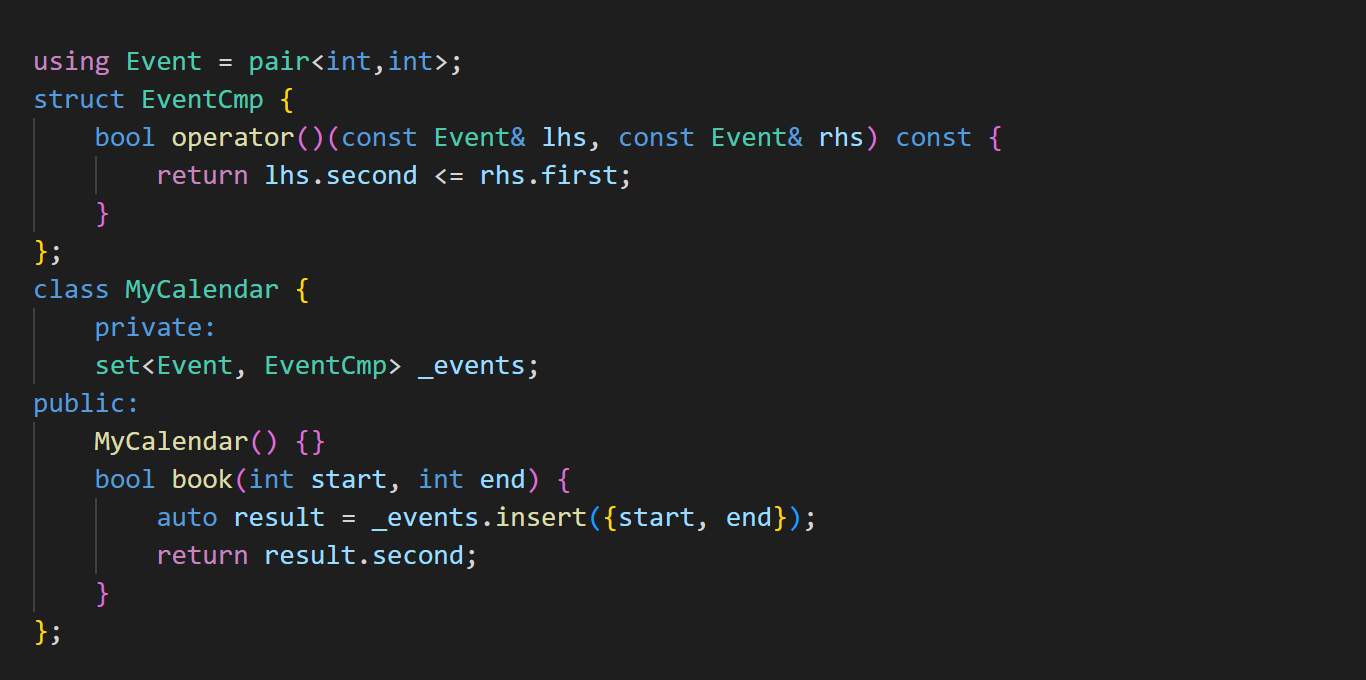 using Event = pair<int,int>;
struct EventCmp {
    bool operator()(const Event& lhs, const Event& rhs) const {
        return lhs.second <= rhs.first;
    }
};
class MyCalendar {
    private:
    set<Event, EventCmp> _events;
public:
    MyCalendar() {}
    bool book(int start, int end) {
        auto result = _events.insert({start, end});
        return result.second;
    }
};